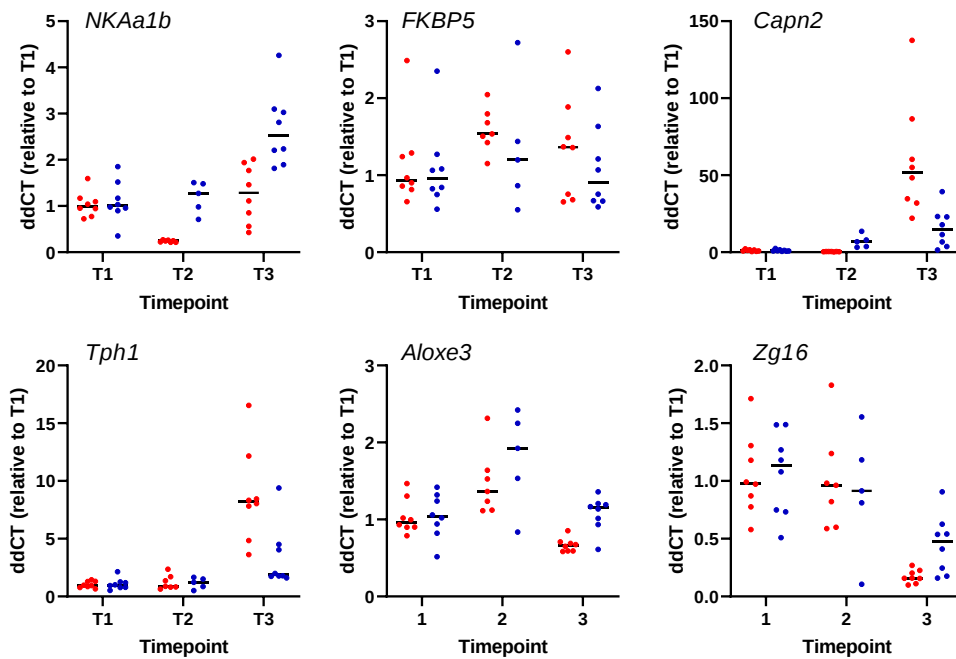 NKAa1b
ddCT (relative to T1)
5
4
3
2
1
0
T1 T2 T3
Timepoint
FKBP5
ddCT (relative to T1)
3
2
1
0
T1 T2 T3
Timepoint
Capn2
ddCT (relative to T1)
150
100
50
0
T1 T2 T3
Timepoint
Tph1
ddCT (relative to T1)
20
15
10
5
0
T1 T2 T3
Timepoint
Aloxe3
ddCT (relative to T1)
3
2
1
0
1 2 3
Timepoint
Zg16
ddCT (relative to T1)
2.0
1.5
1.0
0.5
0.0
1 2 3
Timepoint